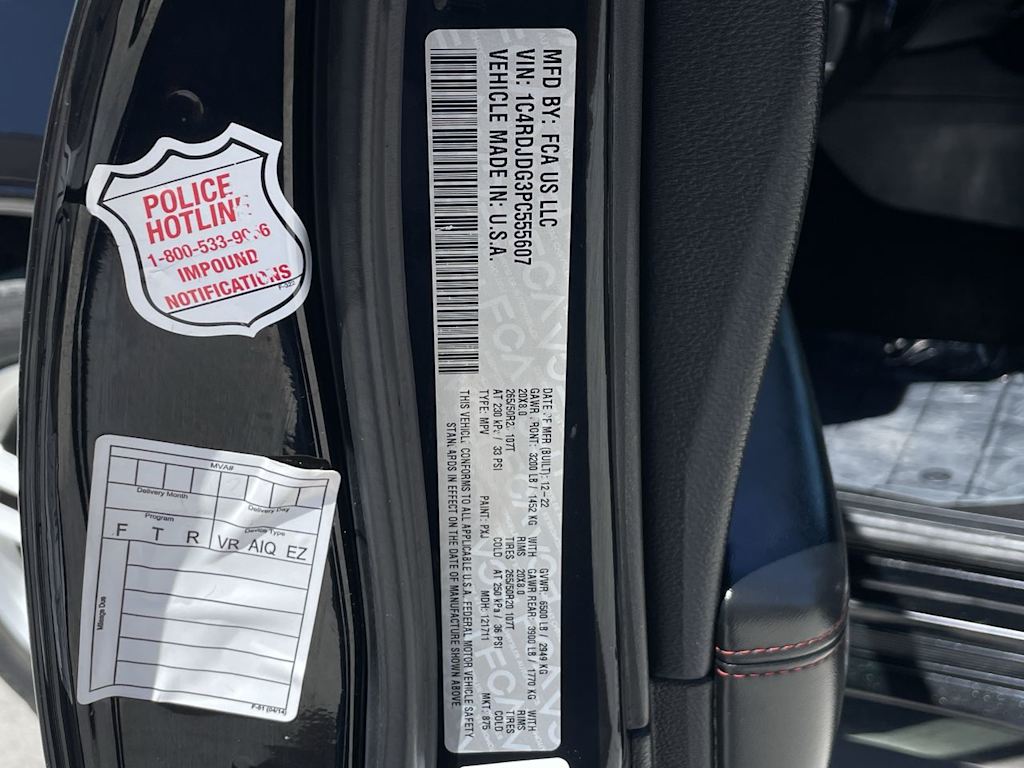 POLICE
HOTLINE
1-800-533-9
IMPOUND
NOTIFICATIONS
F-322
MVA#
Delivery Month
Delivery Day
Program
Device Type
F T R VR AIQ EZ
Mileage Due
F-81 (04/14)
MFD BY: FCA US LLC
VIN: 1C4RDJDG3PC555607
VEHICLE MADE IN: U.S.A.
DATE OF MFR (BUILT): 12-22 GVWR: 6500 LB / 2949 KG
GAWR FRONT: 3200 LB / 1452 KG WITH GAWR REAR: 3900 LB / 1770 KG WITH
20X8.0 RIMS 20X8.0 RIMS
265/50R20 107T TIRES 265/50R20 107T TIRES
AT 230 kPa / 33 PSI COLD AT 250 kPa / 36 PSI COLD
TYPE: MPV PAINT: PXJ MDH: 121711 MKT: 875
THIS VEHICLE CONFORMS TO ALL APPLICABLE U.S.A. FEDERAL MOTOR VEHICLE SAFETY
STANDARDS IN EFFECT ON THE DATE OF MANUFACTURE SHOWN ABOVE